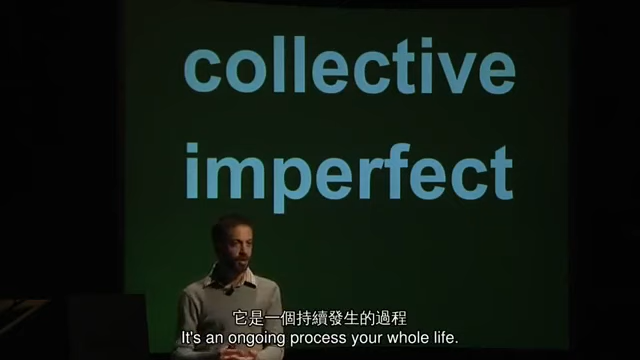 collective
imperfect
它是一個持續發生的過程
It's an ongoing process your whole life.